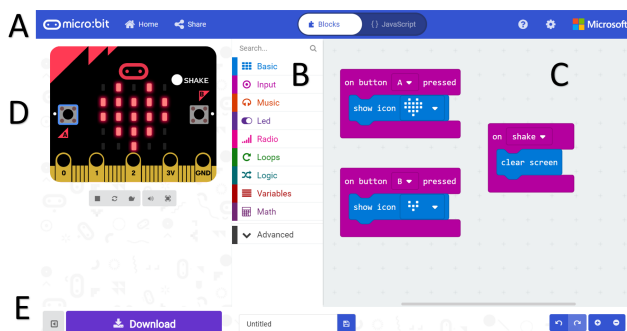 A
micro:bit Home Share Blocks {} JavaScript ? Microsoft
SHAKE
B
A
0 1 2 3V GND
D
Search...
Basic
Input
Music
Led
Radio
Loops
Logic
Variables
Math
Advanced
B
C
on button A pressed
show icon
on button B pressed
show icon
on shake
clear screen
E
Download
Untitled